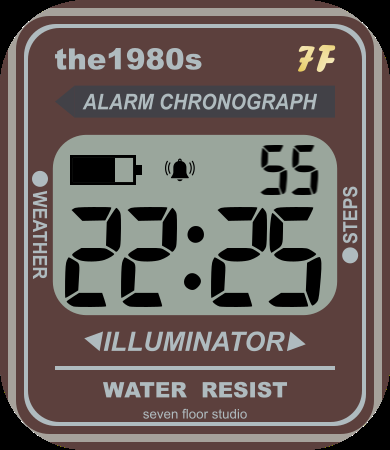 the1980s 7F
ALARM CHRONOGRAPH
55
22:25
WEATHER
STEPS
ILLUMINATOR
WATER RESIST
seven floor studio